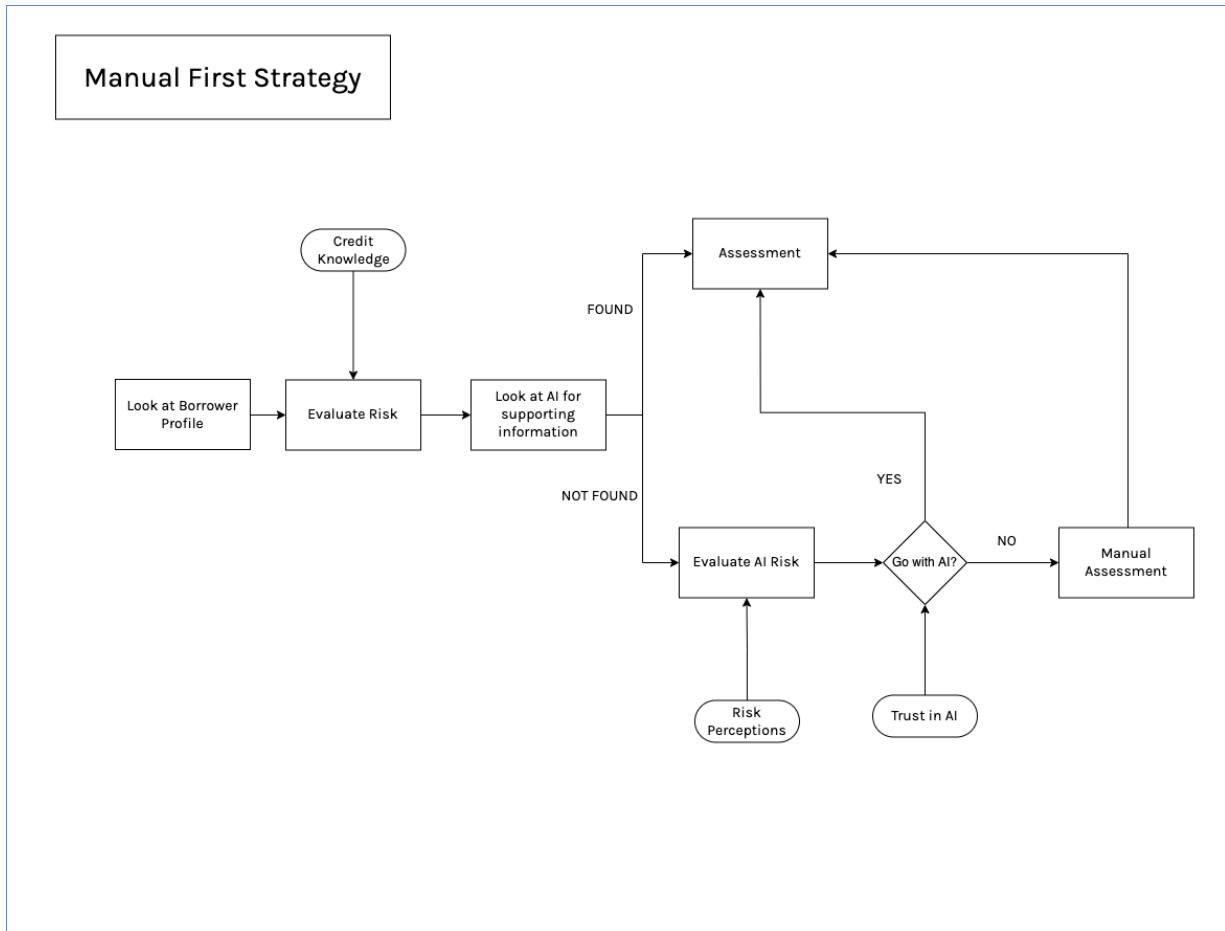 Manual First Strategy
Credit
Knowledge
Assessment
FOUND
Look at Borrower
Profile
Evaluate Risk
Look at AI for
supporting
information
NOT FOUND
YES
Evaluate AI Risk
Go with AI?
NO
Manual
Assessment
Risk
Perceptions
Trust in AI